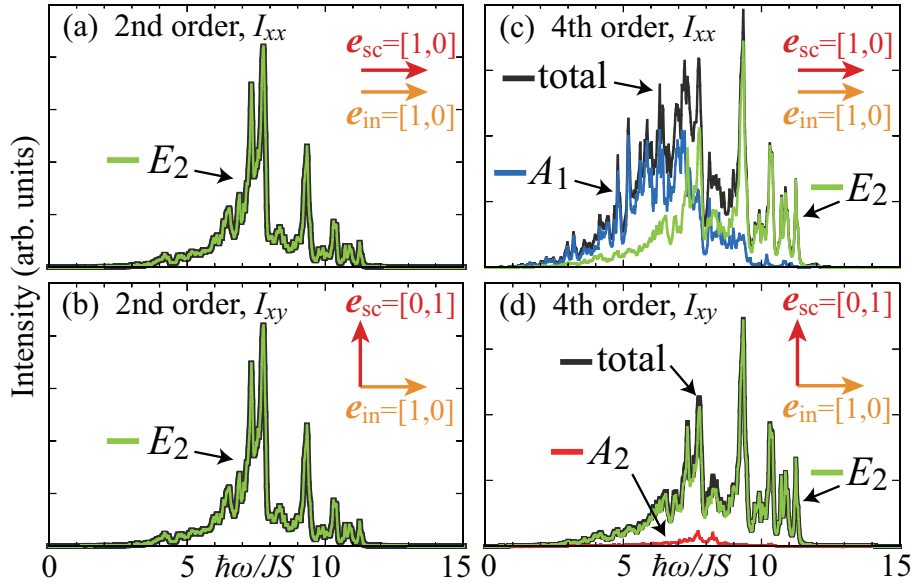 (a) 2nd order, Ixx
esc=[1,0]
ein=[1,0]
E2
(c) 4th order, Ixx
esc=[1,0]
ein=[1,0]
total
A1
E2
Intensity (arb. units)
(b) 2nd order, Ixy
esc=[0,1]
ein=[1,0]
E2
0 5 ħω/JS 10 15
(d) 4th order, Ixy
esc=[0,1]
ein=[1,0]
total
A2
E2
5 ħω/JS 10 15